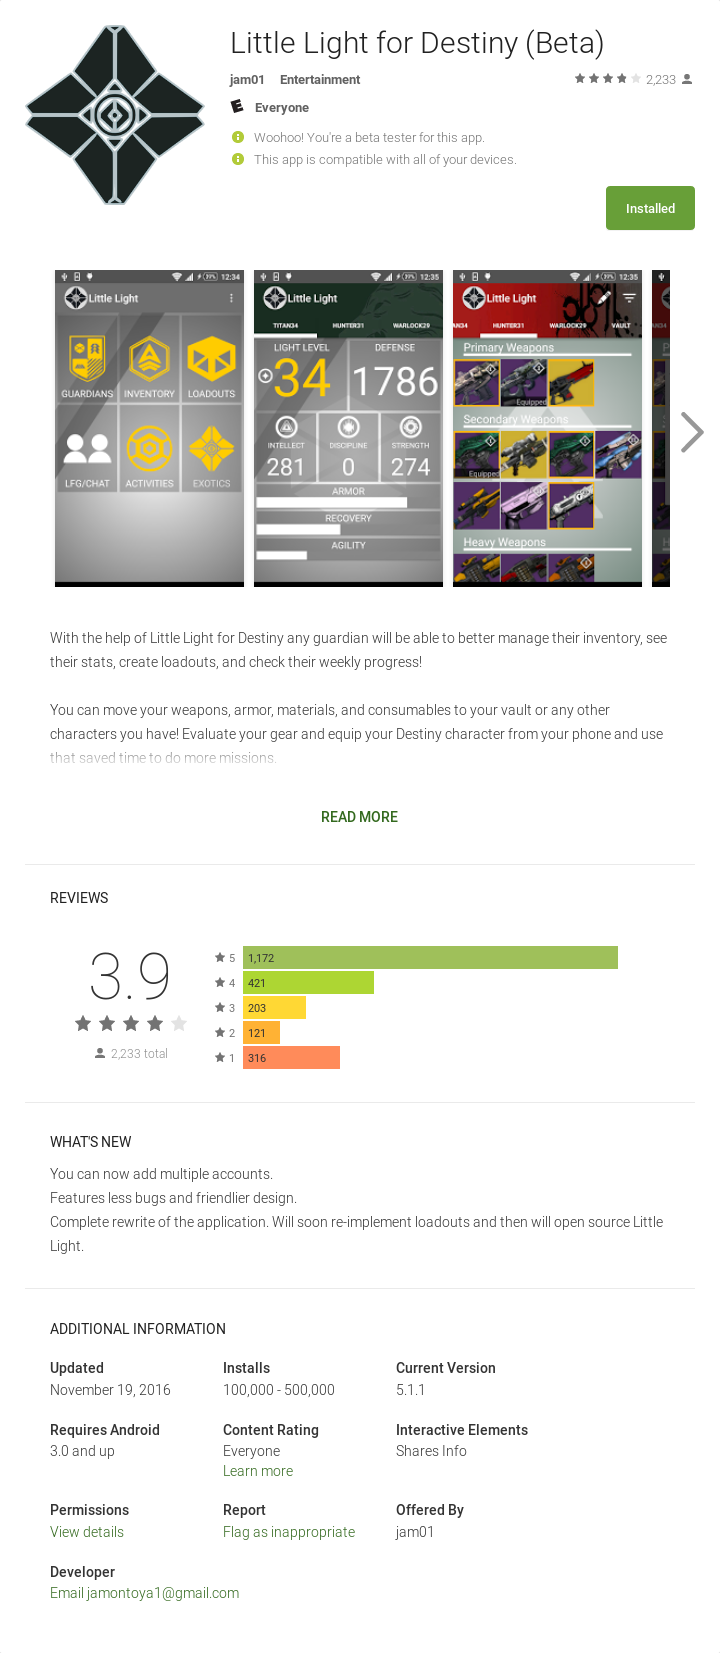 Little Light for Destiny (Beta)
jam01 Entertainment 2,233
E Everyone
Woohoo! You're a beta tester for this app.
This app is compatible with all of your devices.
Installed
12:34
Little Light
GUARDIANS INVENTORY LOADOUTS
LFG/CHAT ACTIVITIES EXOTICS
12:35
Little Light
TITAN34 HUNTER31 WARLOCK29
LIGHT LEVEL DEFENSE
34 1786
INTELLECT DISCIPLINE STRENGTH
281 0 274
ARMOR
RECOVERY
AGILITY
12:35
Little Light
AN34 HUNTER31 WARLOCK29 VAULT
Primary Weapons
Equipped
Secondary Weapons
Equipped
Heavy Weapons
With the help of Little Light for Destiny any guardian will be able to better manage their inventory, see
their stats, create loadouts, and check their weekly progress!
You can move your weapons, armor, materials, and consumables to your vault or any other
characters you have! Evaluate your gear and equip your Destiny character from your phone and use
that saved time to do more missions.
READ MORE
REVIEWS
3.9
2,233 total
5 1,172
4 421
3 203
2 121
1 316
WHAT'S NEW
You can now add multiple accounts.
Features less bugs and friendlier design.
Complete rewrite of the application. Will soon re-implement loadouts and then will open source Little
Light.
ADDITIONAL INFORMATION
Updated Installs Current Version
November 19, 2016 100,000 - 500,000 5.1.1
Requires Android Content Rating Interactive Elements
3.0 and up Everyone Shares Info
Learn more
Permissions Report Offered By
View details Flag as inappropriate jam01
Developer
Email jamontoya1@gmail.com